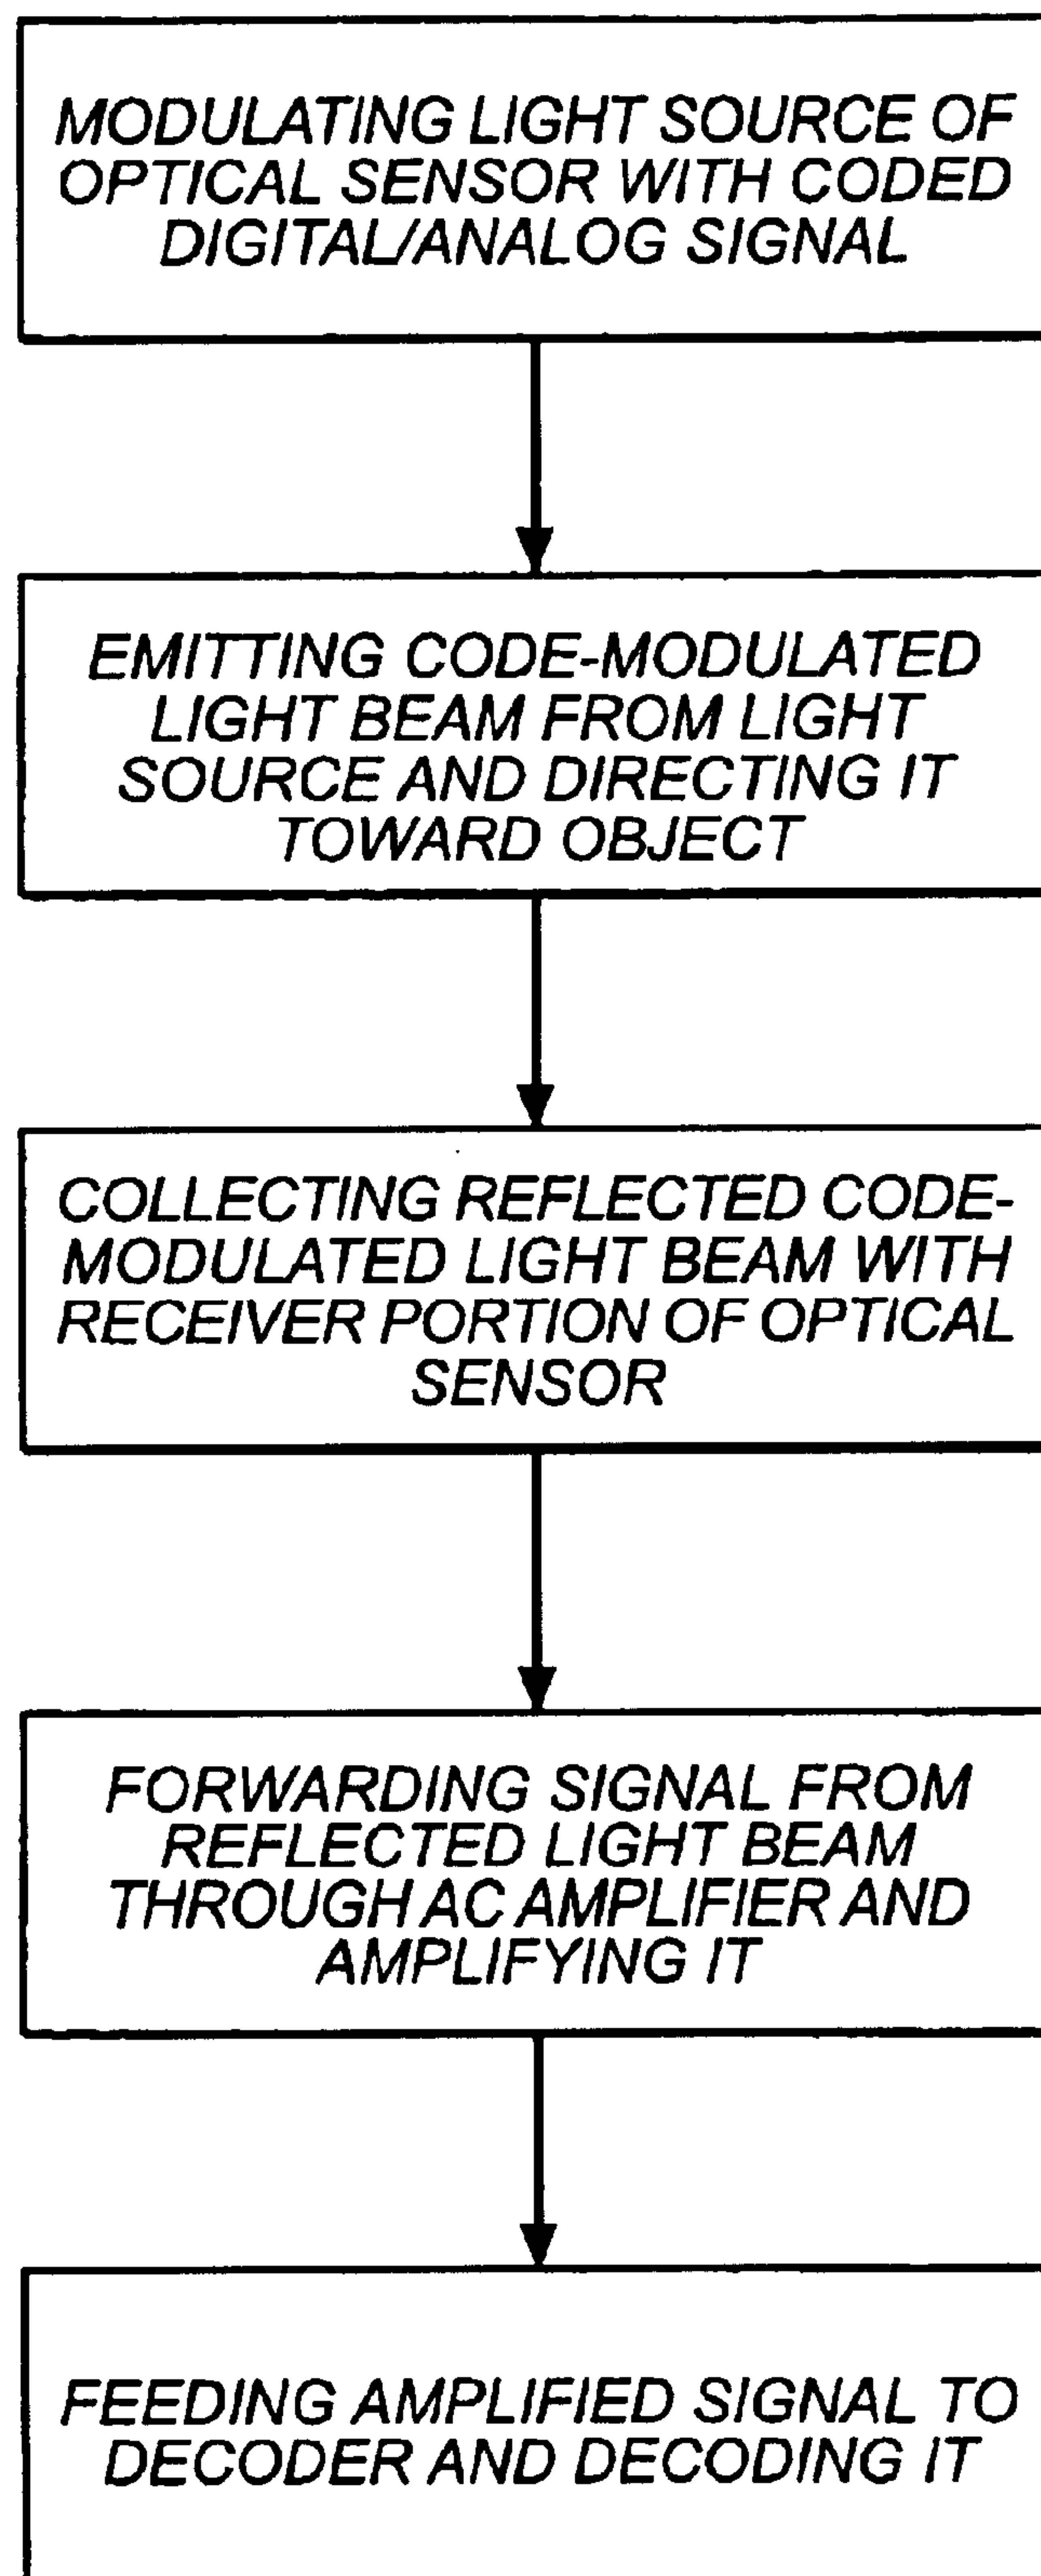 MODULATING LIGHT SOURCE OF
OPTICAL SENSOR WITH CODED
DIGITAL/ANALOG SIGNAL
EMITTING CODE-MODULATED
LIGHT BEAM FROM LIGHT
SOURCE AND DIRECTING IT
TOWARD OBJECT
COLLECTING REFLECTED CODE-
MODULATED LIGHT BEAM WITH
RECEIVER PORTION OF OPTICAL
SENSOR
FORWARDING SIGNAL FROM
REFLECTED LIGHT BEAM
THROUGH AC AMPLIFIER AND
AMPLIFYING IT
FEEDING AMPLIFIED SIGNAL TO
DECODER AND DECODING IT